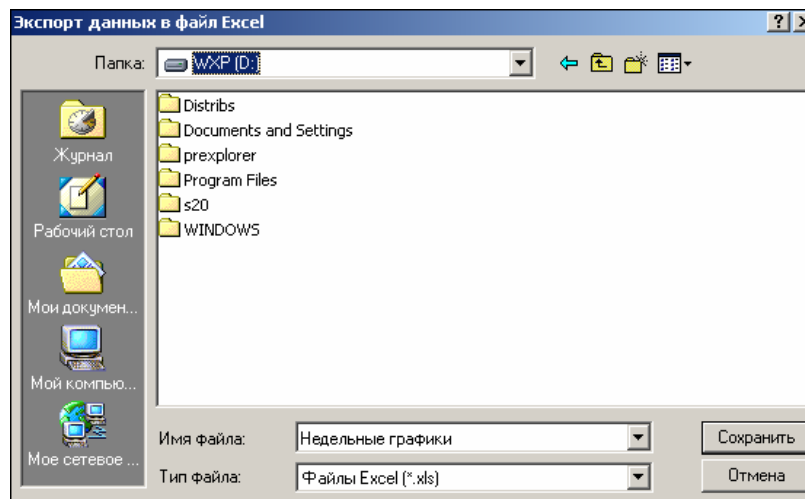 Экспорт данных в файл Excel
Папка: WXP (D:)
Distribs
Documents and Settings
prexplorer
Program Files
s20
WINDOWS
Журнал
Рабочий стол
Мои докумен...
Мой компью...
Мое сетевое ...
Имя файла: Недельные графики
Сохранить
Тип файла: Файлы Excel (*.xls)
Отмена